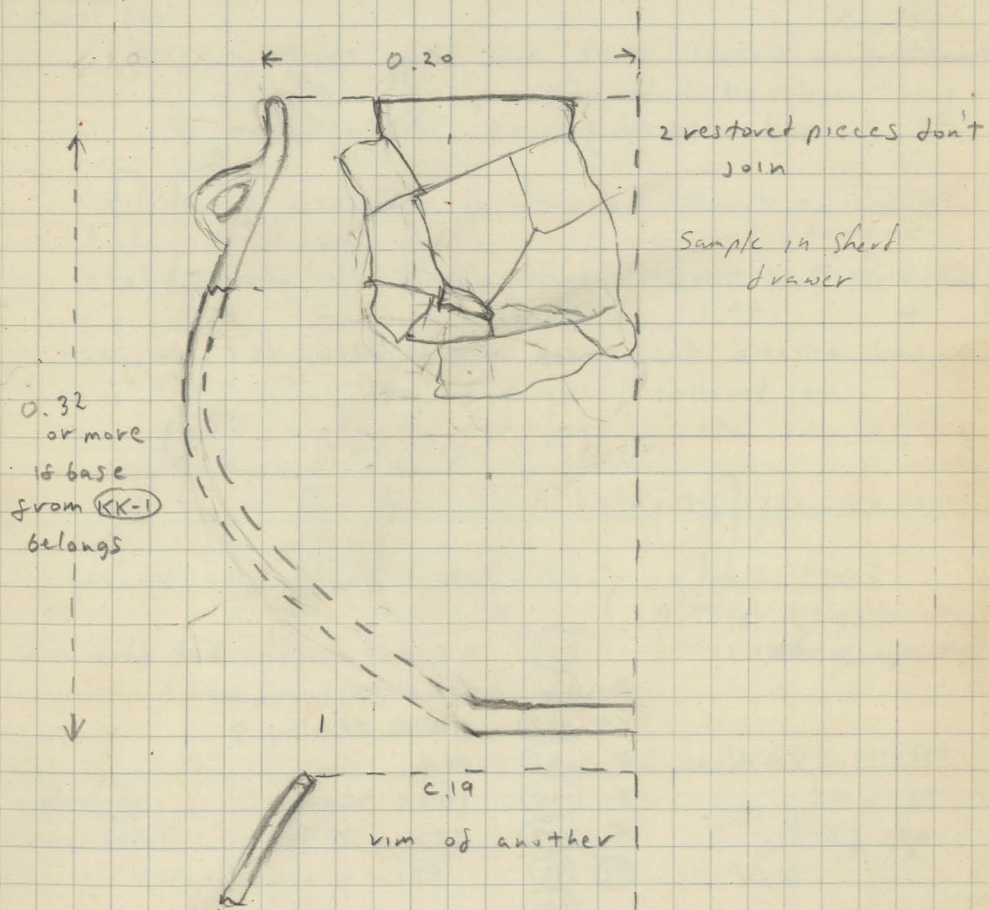 0.20
2 restored pieces don't
join
Sample in sherd
drawer
0.32
or more
if base
from KK-1
belongs
c.19
rim of another